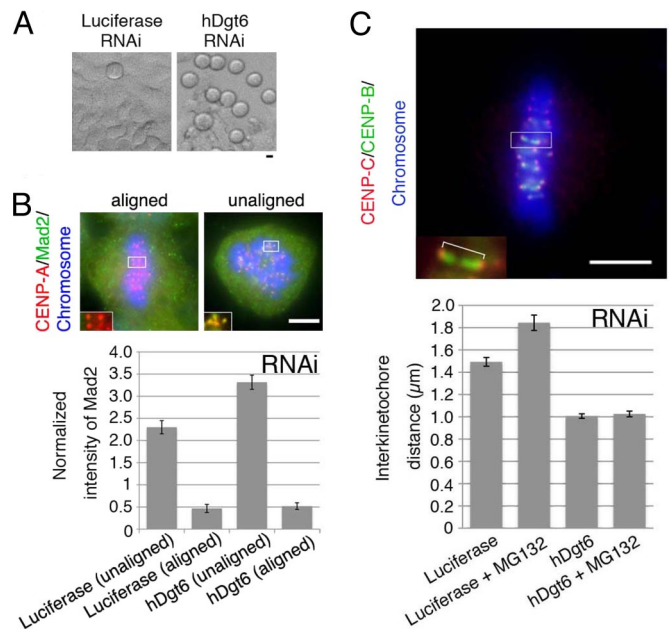 A
Luciferase
RNAi
hDgt6
RNAi
B
aligned
unaligned
CENP-A/Mad2/
Chromosome
RNAi
Normalized
intensity of Mad2
4.0
3.5
3.0
2.5
2.0
1.5
1.0
0.5
0
Luciferase (unaligned)
Luciferase (aligned)
hDgt6 (unaligned)
hDgt6 (aligned)
C
CENP-C/CENP-B/
Chromosome
RNAi
Interkinetochore
distance (µm)
2.0
1.8
1.6
1.4
1.2
1.0
0.8
0.6
0.4
0.2
0
Luciferase
Luciferase + MG132
hDgt6
hDgt6 + MG132